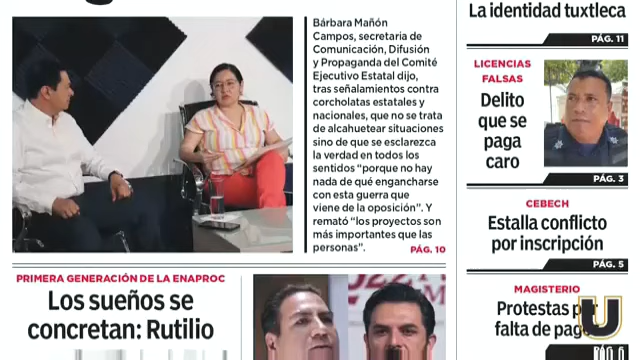 Bárbara Mañón
Campos, secretaria de
Comunicación, Difusión
y Propaganda del Comité
Ejecutivo Estatal dijo,
tras señalamientos contra
corcholatas estatales y
nacionales, que no se trata
de alcahuetear situaciones
sino de que se esclarezca
la verdad en todos los
sentidos “porque no hay
nada de qué engancharse
con esta guerra que
viene de la oposición”. Y
remató “los proyectos son
más importantes que las
personas”.
PÁG. 10
PRIMERA GENERACIÓN DE LA ENAPROC
Los sueños se
concretan: Rutilio
La identidad tuxtleca
PÁG. 11
LICENCIAS
FALSAS
Delito
que se
paga
caro
PÁG. 3
CEBECH
Estalla conflicto
por inscripción
PÁG. 5
MAGISTERIO
Protestas por
falta de pago
PÁG 6
U